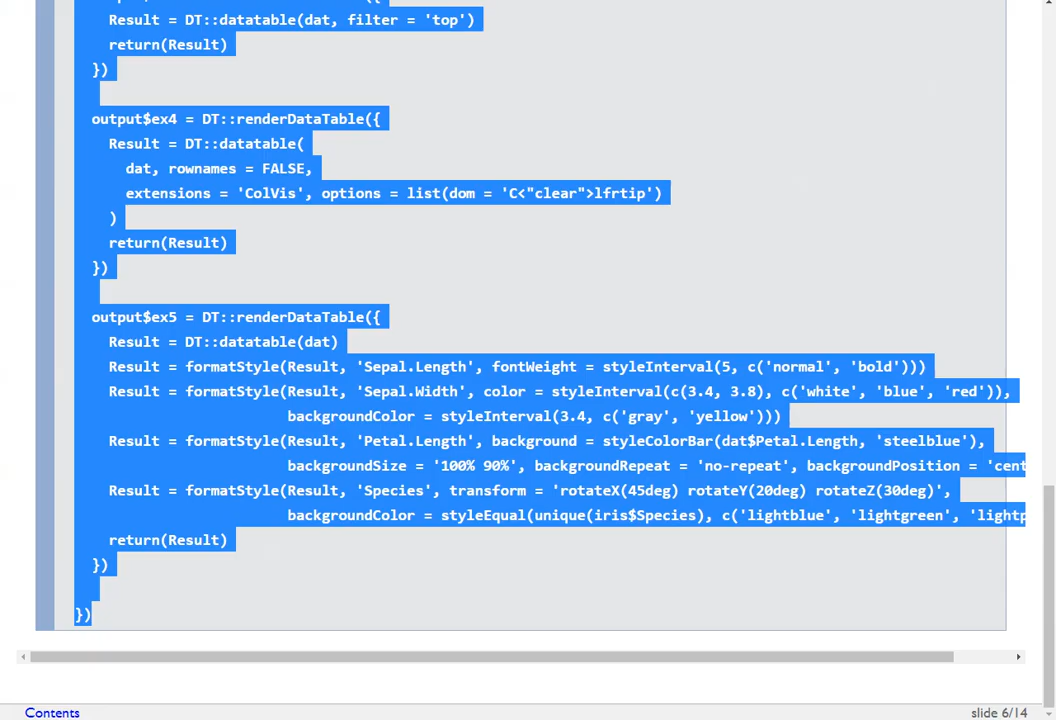 Result = DT::datatable(dat, filter = 'top')
return(Result)
})
output$ex4 = DT::renderDataTable({
Result = DT::datatable(
dat, rownames = FALSE,
extensions = 'ColVis', options = list(dom = 'C<"clear">lfrtip')
)
return(Result)
})
output$ex5 = DT::renderDataTable({
Result = DT::datatable(dat)
Result = formatStyle(Result, 'Sepal.Length', fontWeight = styleInterval(5, c('normal', 'bold')))
Result = formatStyle(Result, 'Sepal.Width', color = styleInterval(c(3.4, 3.8), c('white', 'blue', 'red')),
backgroundColor = styleInterval(3.4, c('gray', 'yellow')))
Result = formatStyle(Result, 'Petal.Length', background = styleColorBar(dat$Petal.Length, 'steelblue'),
backgroundSize = '100% 90%', backgroundRepeat = 'no-repeat', backgroundPosition = 'cent
Result = formatStyle(Result, 'Species', transform = 'rotateX(45deg) rotateY(20deg) rotateZ(30deg)',
backgroundColor = styleEqual(unique(iris$Species), c('lightblue', 'lightgreen', 'lightp
return(Result)
})
})
Contents
slide 6/14